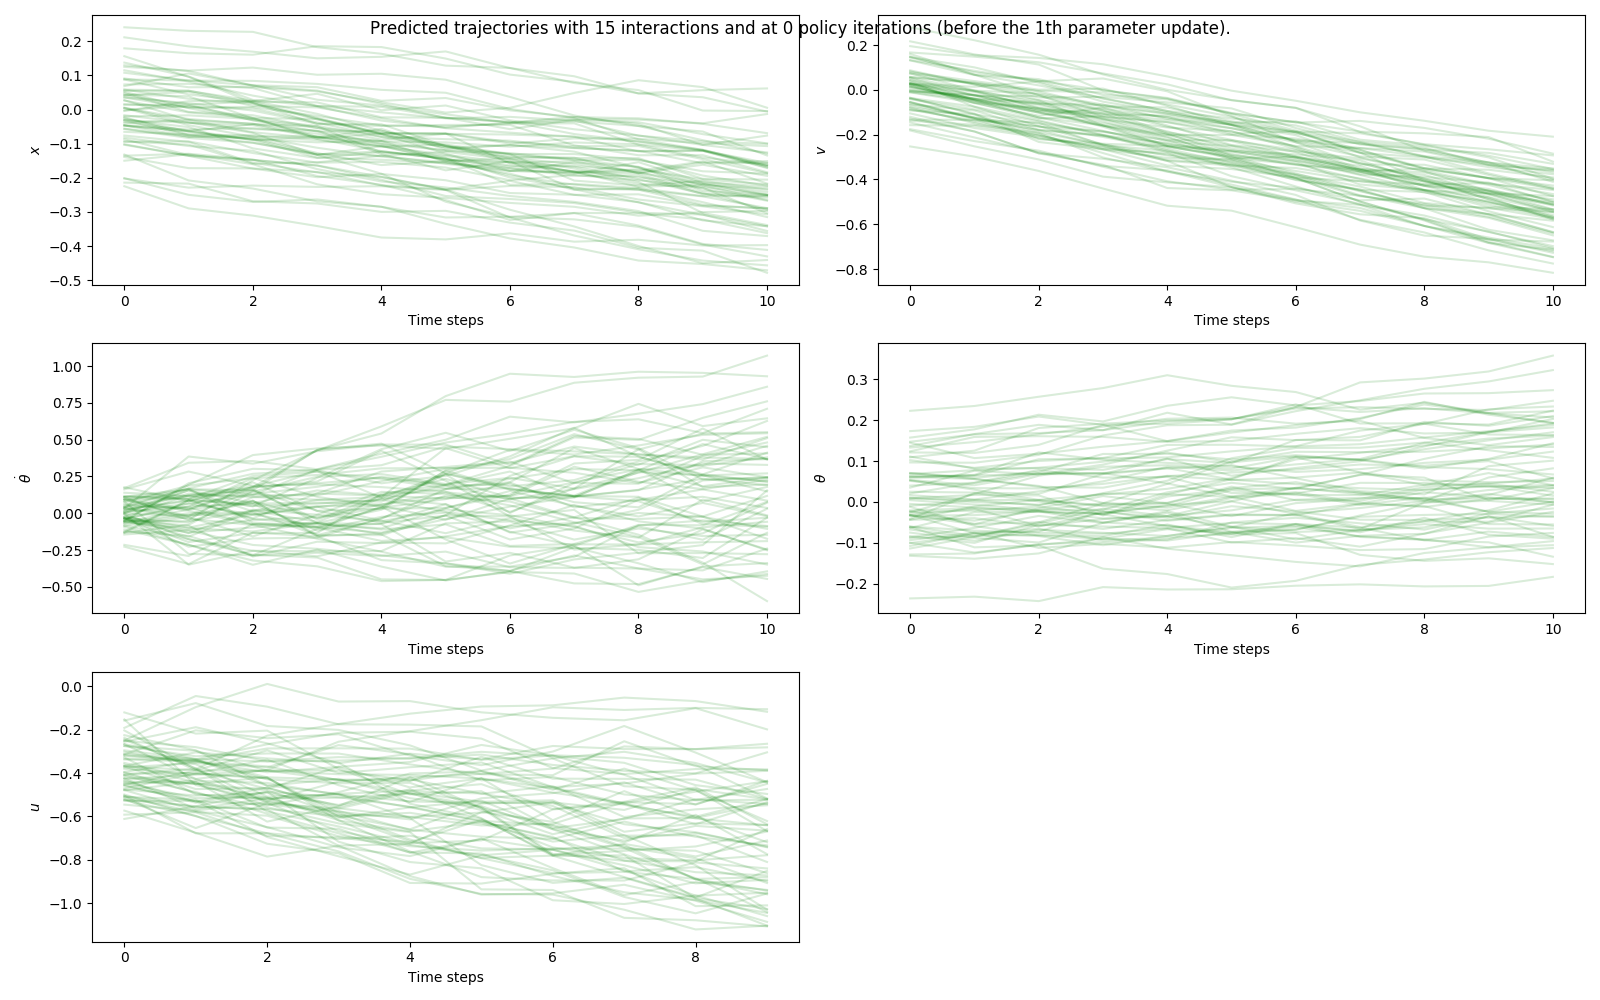 Predicted trajectories with 15 interactions and at 0 policy iterations (before the 1th parameter update).
x
0.2
0.1
0.0
−0.1
−0.2
−0.3
−0.4
−0.5
0 2 4 6 8 10
Time steps
v
0.2
0.0
−0.2
−0.4
−0.6
−0.8
0 2 4 6 8 10
Time steps
θ̇
1.00
0.75
0.50
0.25
0.00
−0.25
−0.50
0 2 4 6 8 10
Time steps
θ
0.3
0.2
0.1
0.0
−0.1
−0.2
0 2 4 6 8 10
Time steps
u
0.0
−0.2
−0.4
−0.6
−0.8
−1.0
0 2 4 6 8
Time steps